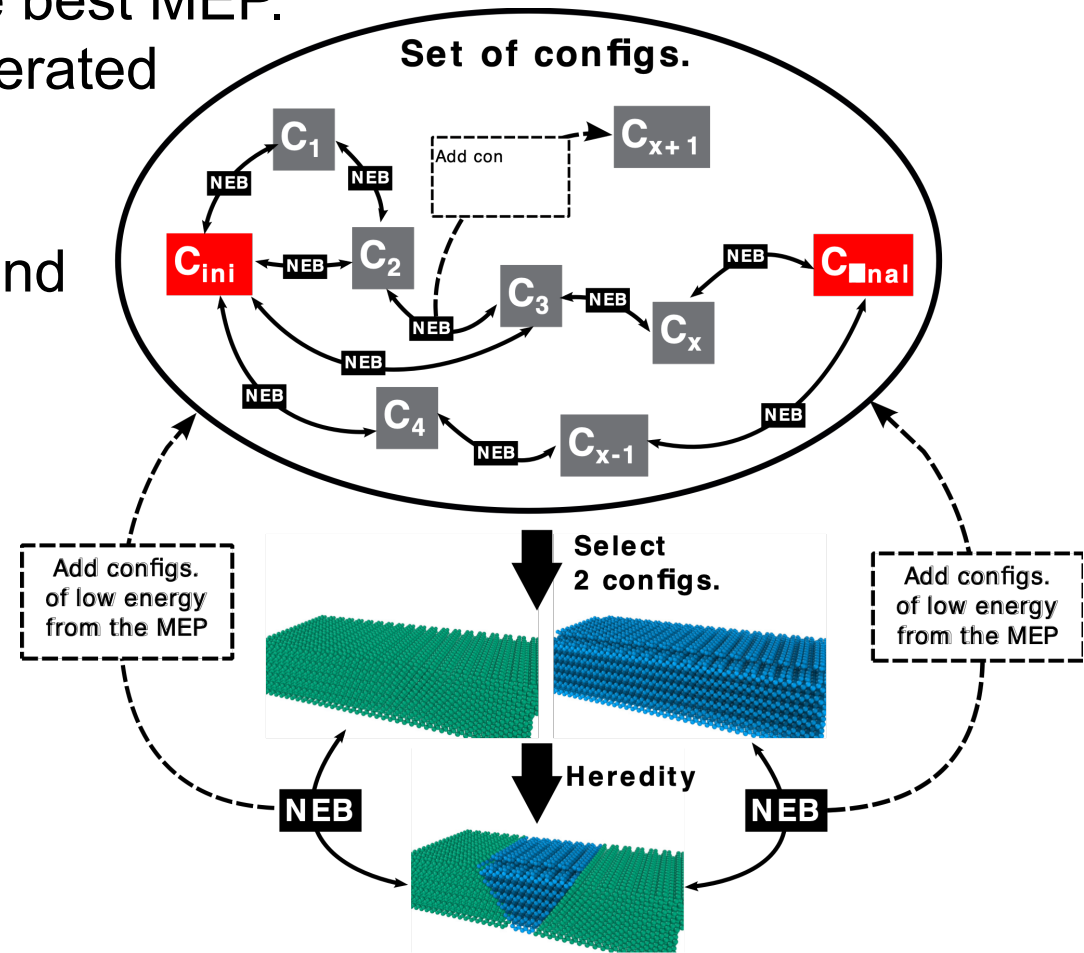 e best MEP.
erated
nd
Set of configs.
C1
NEB
NEB
Add con
Cx+1
Cini
NEB
C2
NEB
C3
NEB
Cx
NEB
C■nal
NEB
NEB
C4
NEB
Cx-1
NEB
Add configs.
of low energy
from the MEP
Select
2 configs.
Add configs.
of low energy
from the MEP
Heredity
NEB
NEB